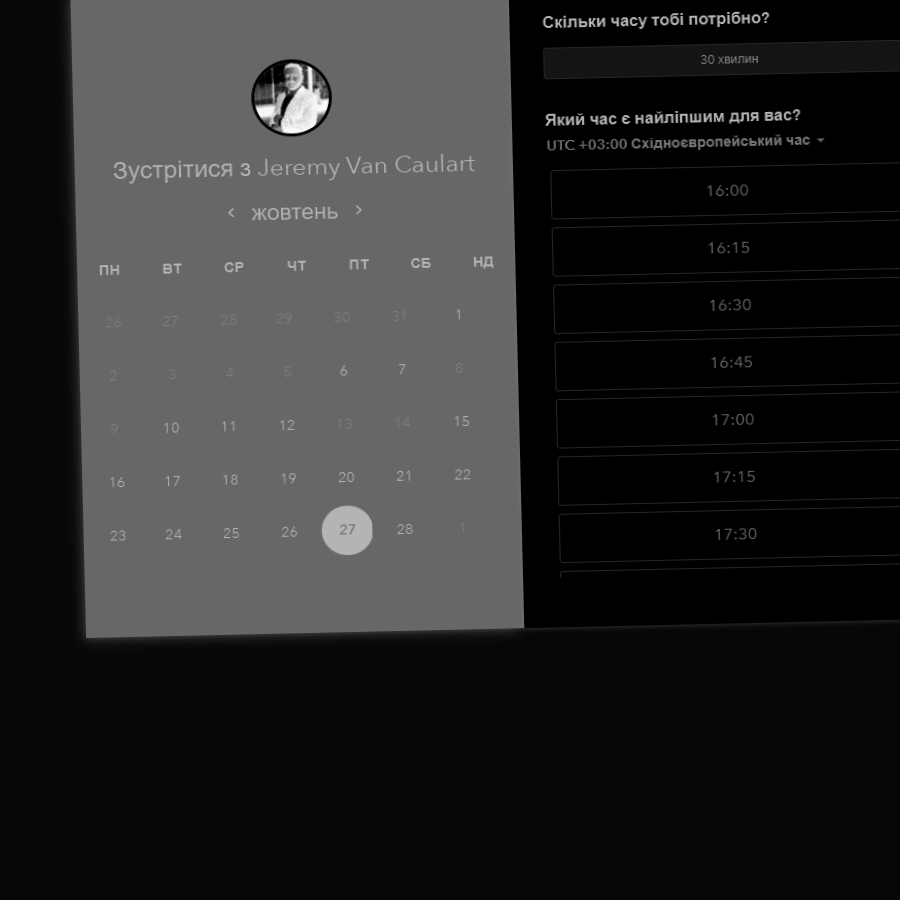 Зустрітися з Jeremy Van Caulart
‹ жовтень ›
ПН ВТ СР ЧТ ПТ СБ НД
26 27 28 29 30 31 1
2 3 4 5 6 7 8
9 10 11 12 13 14 15
16 17 18 19 20 21 22
23 24 25 26 27 28 1
Скільки часу тобі потрібно?
30 хвилин
Який час є найліпшим для вас?
UTC +03:00 Східноєвропейський час
16:00
16:15
16:30
16:45
17:00
17:15
17:30